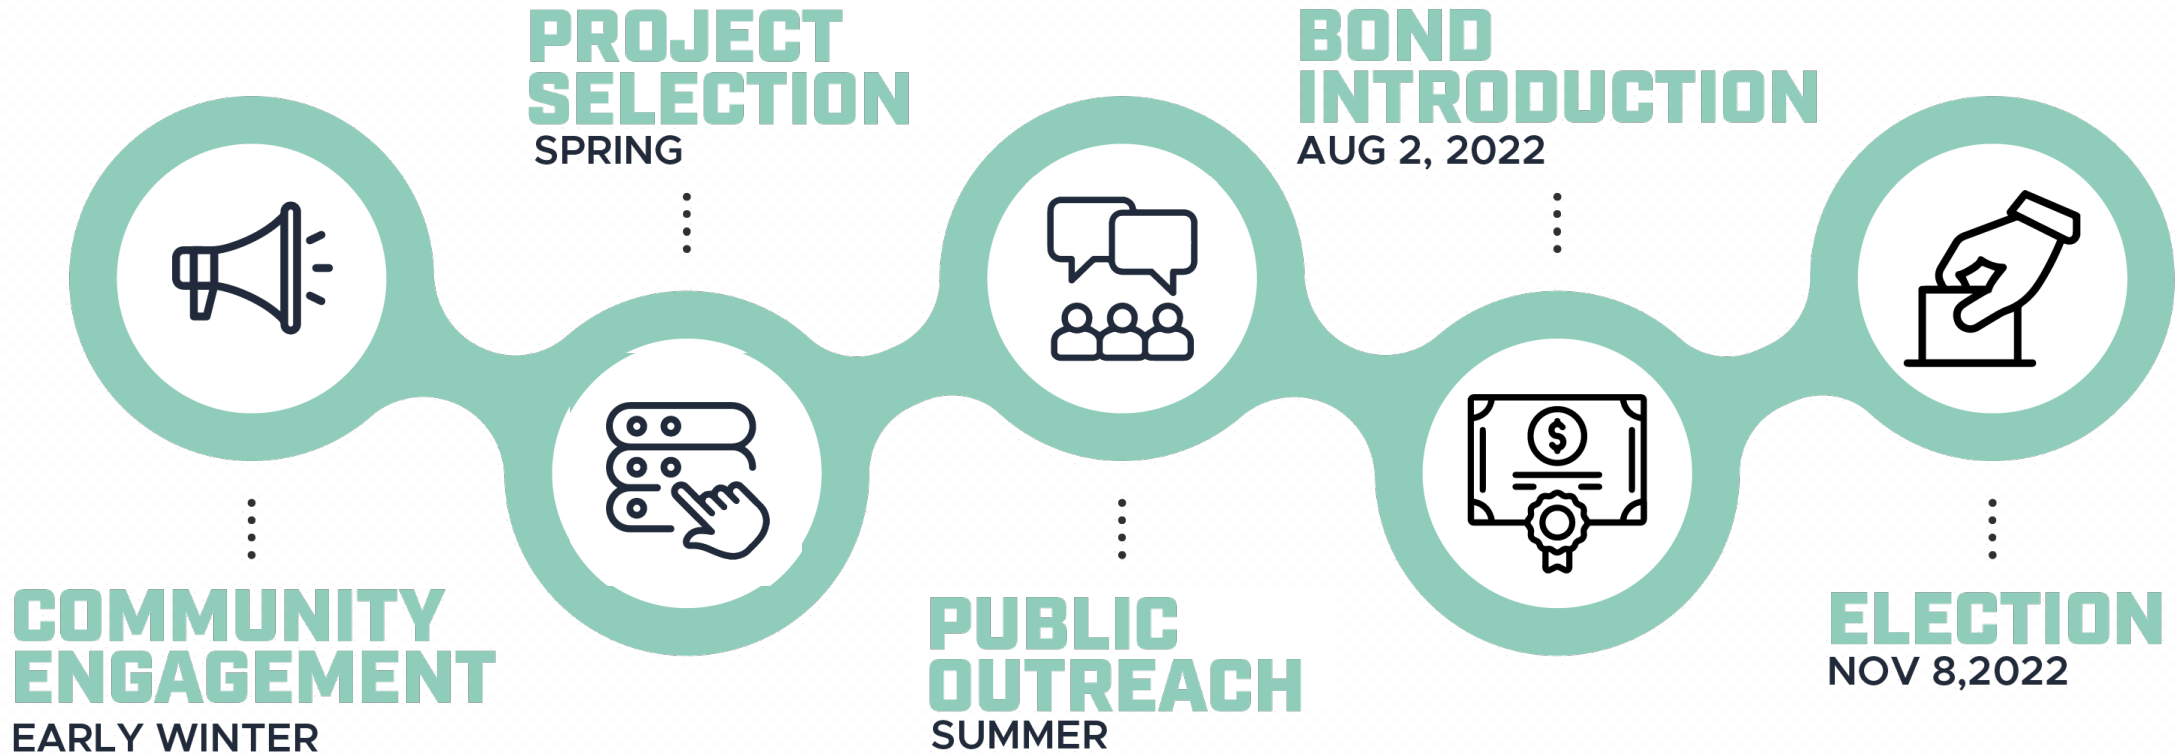 COMMUNITY
ENGAGEMENT
EARLY WINTER
PROJECT
SELECTION
SPRING
PUBLIC
OUTREACH
SUMMER
BOND
INTRODUCTION
AUG 2, 2022
$
ELECTION
NOV 8,2022